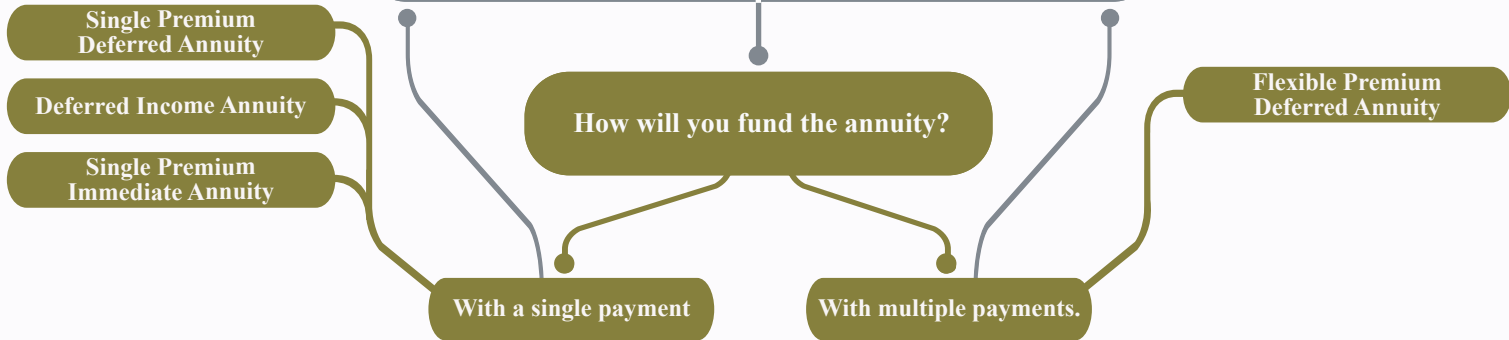 Single Premium
Deferred Annuity
Deferred Income Annuity
Single Premium
Immediate Annuity
How will you fund the annuity?
Flexible Premium
Deferred Annuity
With a single payment
With multiple payments.